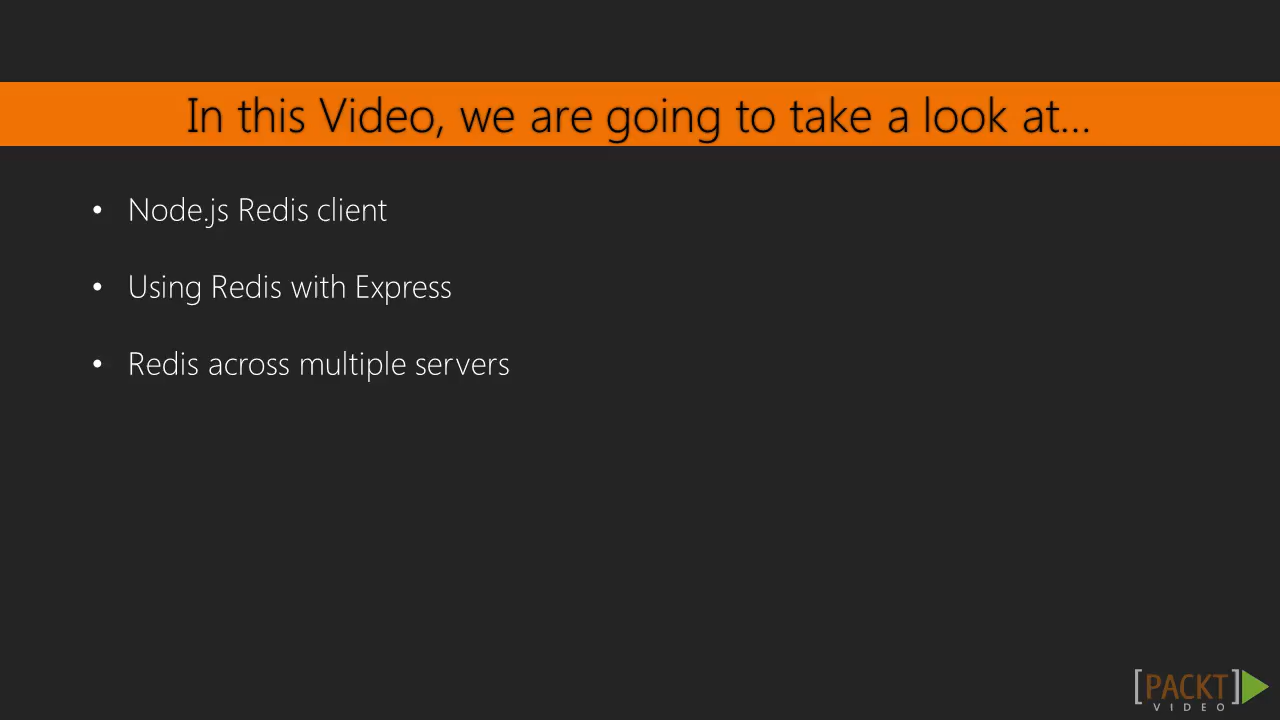 In this Video, we are going to take a look at...
• Node.js Redis client
• Using Redis with Express
• Redis across multiple servers
[PACKT]
VIDEO